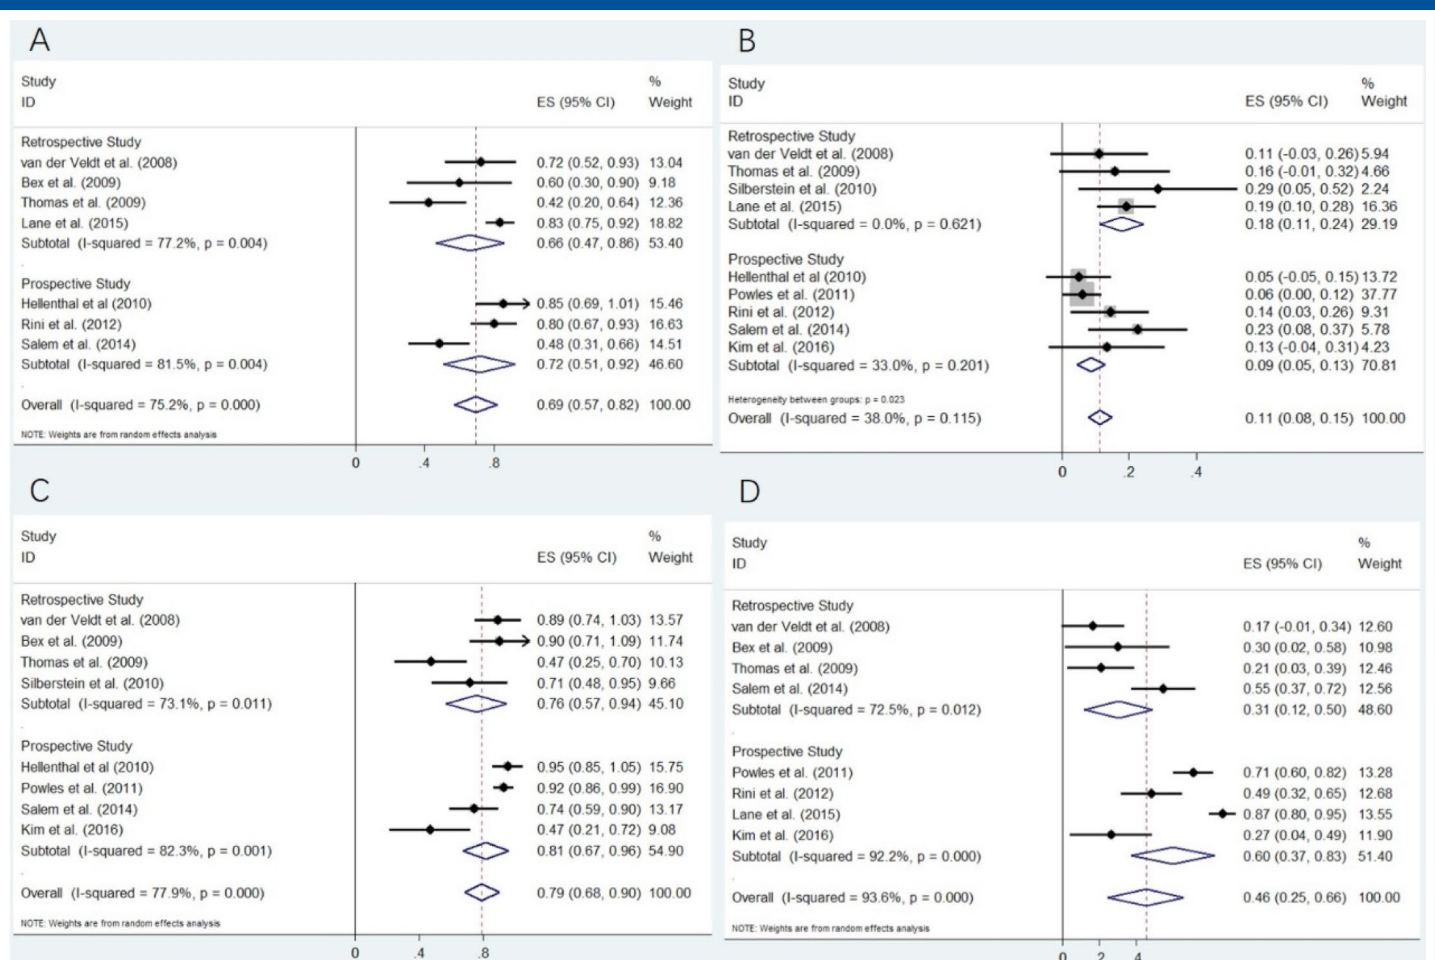 A
Study %
ID ES (95% CI) Weight
Retrospective Study
van der Veldt et al. (2008) 0.72 (0.52, 0.93) 13.04
Bex et al. (2009) 0.60 (0.30, 0.90) 9.18
Thomas et al. (2009) 0.42 (0.20, 0.64) 12.36
Lane et al. (2015) 0.83 (0.75, 0.92) 18.82
Subtotal (I-squared = 77.2%, p = 0.004) 0.66 (0.47, 0.86) 53.40
.
Prospective Study
Hellenthal et al (2010) 0.85 (0.69, 1.01) 15.46
Rini et al. (2012) 0.80 (0.67, 0.93) 16.63
Salem et al. (2014) 0.48 (0.31, 0.66) 14.51
Subtotal (I-squared = 81.5%, p = 0.004) 0.72 (0.51, 0.92) 46.60
.
Overall (I-squared = 75.2%, p = 0.000) 0.69 (0.57, 0.82) 100.00
NOTE: Weights are from random effects analysis
0 .4 .8
B
Study %
ID ES (95% CI) Weight
Retrospective Study
van der Veldt et al. (2008) 0.11 (-0.03, 0.26) 5.94
Thomas et al. (2009) 0.16 (-0.01, 0.32) 4.66
Silberstein et al. (2010) 0.29 (0.05, 0.52) 2.24
Lane et al. (2015) 0.19 (0.10, 0.28) 16.36
Subtotal (I-squared = 0.0%, p = 0.621) 0.18 (0.11, 0.24) 29.19
.
Prospective Study
Hellenthal et al (2010) 0.05 (-0.05, 0.15) 13.72
Powles et al. (2011) 0.06 (0.00, 0.12) 37.77
Rini et al. (2012) 0.14 (0.03, 0.26) 9.31
Salem et al. (2014) 0.23 (0.08, 0.37) 5.78
Kim et al. (2016) 0.13 (-0.04, 0.31) 4.23
Subtotal (I-squared = 33.0%, p = 0.201) 0.09 (0.05, 0.13) 70.81
.
Heterogeneity between groups: p = 0.023
Overall (I-squared = 38.0%, p = 0.115) 0.11 (0.08, 0.15) 100.00
0 .2 .4
C
Study %
ID ES (95% CI) Weight
Retrospective Study
van der Veldt et al. (2008) 0.89 (0.74, 1.03) 13.57
Bex et al. (2009) 0.90 (0.71, 1.09) 11.74
Thomas et al. (2009) 0.47 (0.25, 0.70) 10.13
Silberstein et al. (2010) 0.71 (0.48, 0.95) 9.66
Subtotal (I-squared = 73.1%, p = 0.011) 0.76 (0.57, 0.94) 45.10
.
Prospective Study
Hellenthal et al (2010) 0.95 (0.85, 1.05) 15.75
Powles et al. (2011) 0.92 (0.86, 0.99) 16.90
Salem et al. (2014) 0.74 (0.59, 0.90) 13.17
Kim et al. (2016) 0.47 (0.21, 0.72) 9.08
Subtotal (I-squared = 82.3%, p = 0.001) 0.81 (0.67, 0.96) 54.90
.
Overall (I-squared = 77.9%, p = 0.000) 0.79 (0.68, 0.90) 100.00
NOTE: Weights are from random effects analysis
0 .4 .8
D
Study %
ID ES (95% CI) Weight
Retrospective Study
van der Veldt et al. (2008) 0.17 (-0.01, 0.34) 12.60
Bex et al. (2009) 0.30 (0.02, 0.58) 10.98
Thomas et al. (2009) 0.21 (0.03, 0.39) 12.46
Salem et al. (2014) 0.55 (0.37, 0.72) 12.56
Subtotal (I-squared = 72.5%, p = 0.012) 0.31 (0.12, 0.50) 48.60
.
Prospective Study
Powles et al. (2011) 0.71 (0.60, 0.82) 13.28
Rini et al. (2012) 0.49 (0.32, 0.65) 12.68
Lane et al. (2015) 0.87 (0.80, 0.95) 13.55
Kim et al. (2016) 0.27 (0.04, 0.49) 11.90
Subtotal (I-squared = 92.2%, p = 0.000) 0.60 (0.37, 0.83) 51.40
.
Overall (I-squared = 93.6%, p = 0.000) 0.46 (0.25, 0.66) 100.00
NOTE: Weights are from random effects analysis
0 .2 .4